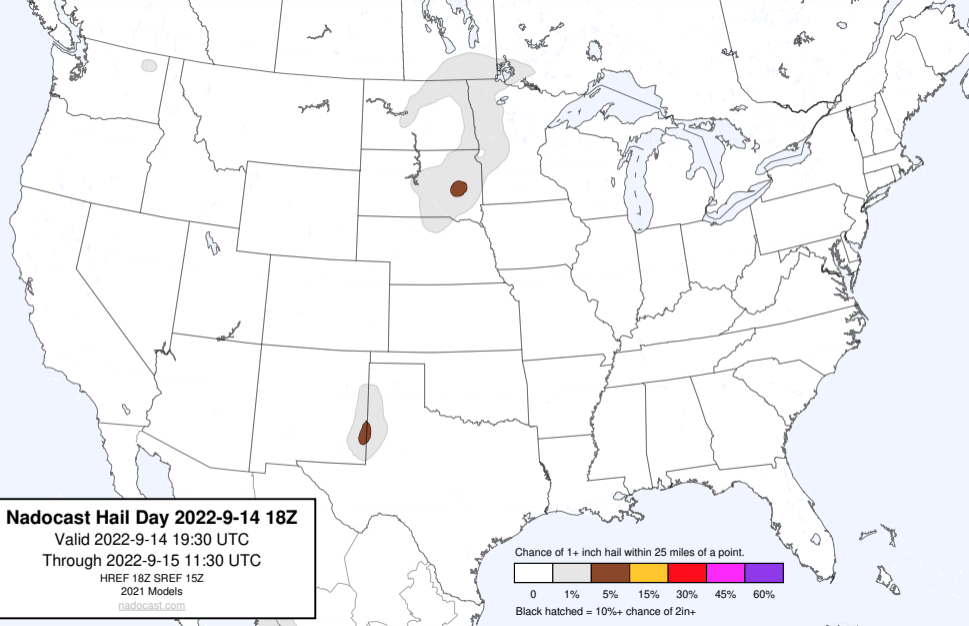 Nadocast Hail Day 2022-9-14 18Z
Valid 2022-9-14 19:30 UTC
Through 2022-9-15 11:30 UTC
HREF 18Z SREF 15Z
2021 Models
nadocast.com
Chance of 1+ inch hail within 25 miles of a point.
0 1% 5% 15% 30% 45% 60%
Black hatched = 10%+ chance of 2in+